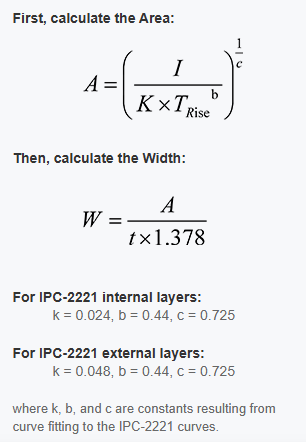 First, calculate the Area:
A = ( I / K × T_Rise^b )^(1/c)
Then, calculate the Width:
W = A / t×1.378
For IPC-2221 internal layers:
k = 0.024, b = 0.44, c = 0.725
For IPC-2221 external layers:
k = 0.048, b = 0.44, c = 0.725
where k, b, and c are constants resulting from
curve fitting to the IPC-2221 curves.